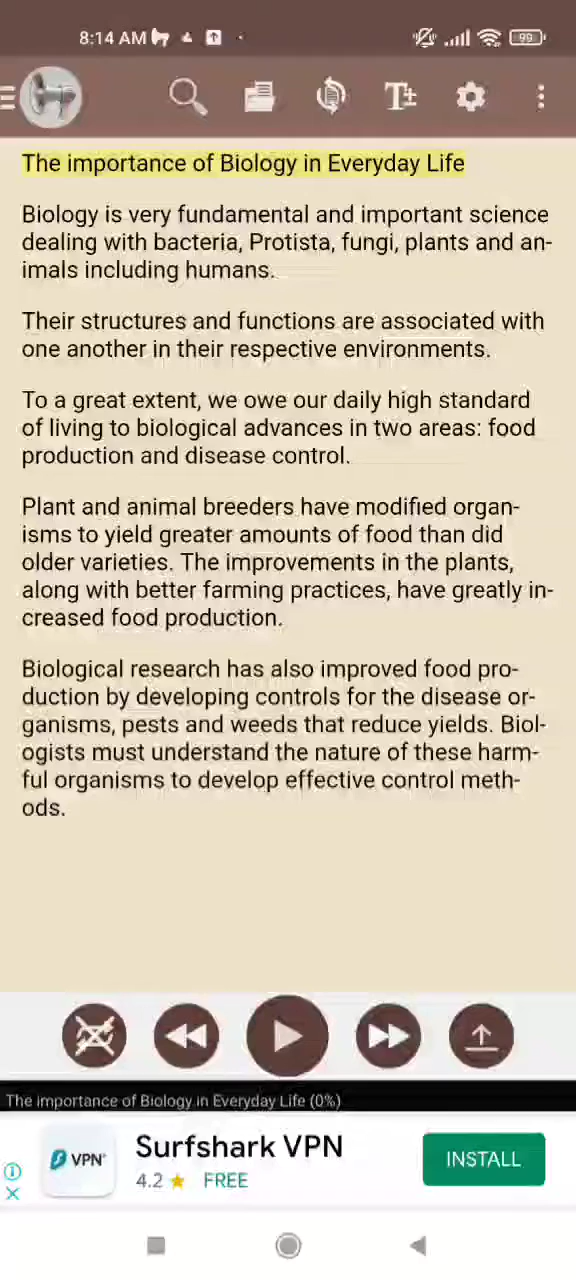 8:14 AM
99
T±
The importance of Biology in Everyday Life
Biology is very fundamental and important science
dealing with bacteria, Protista, fungi, plants and an-
imals including humans.
Their structures and functions are associated with
one another in their respective environments.
To a great extent, we owe our daily high standard
of living to biological advances in two areas: food
production and disease control.
Plant and animal breeders have modified organ-
isms to yield greater amounts of food than did
older varieties. The improvements in the plants,
along with better farming practices, have greatly in-
creased food production.
Biological research has also improved food pro-
duction by developing controls for the disease or-
ganisms, pests and weeds that reduce yields. Biol-
ogists must understand the nature of these harm-
ful organisms to develop effective control meth-
ods.
The importance of Biology in Everyday Life (0%)
VPN
Surfshark VPN
4.2 ★ FREE
INSTALL